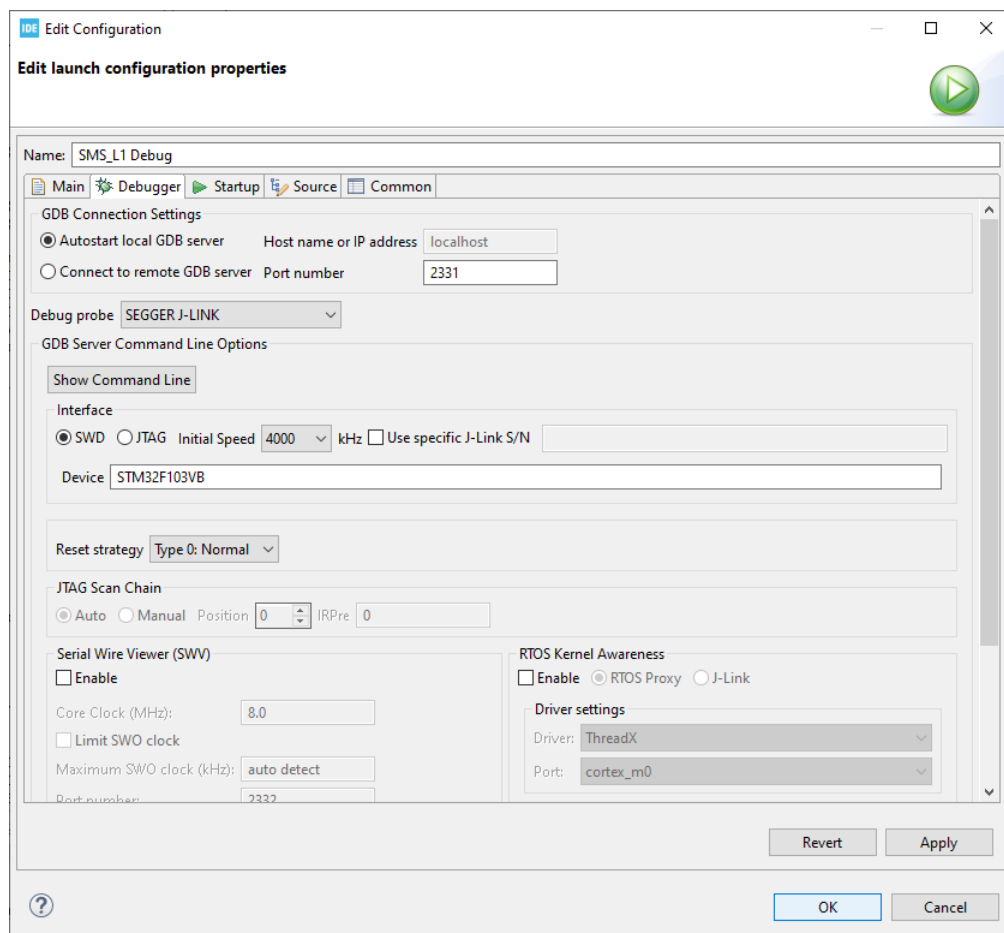 IDE Edit Configuration
Edit launch configuration properties
Name: SMS_L1 Debug
Main Debugger Startup Source Common
GDB Connection Settings
Autostart local GDB server Host name or IP address localhost
Connect to remote GDB server Port number 2331
Debug probe SEGGER J-LINK
GDB Server Command Line Options
Show Command Line
Interface
SWD JTAG Initial Speed 4000 kHz Use specific J-Link S/N
Device STM32F103VB
Reset strategy Type 0: Normal
JTAG Scan Chain
Auto Manual Position 0 IRPre 0
Serial Wire Viewer (SWV) RTOS Kernel Awareness
Enable Enable RTOS Proxy J-Link
Core Clock (MHz): 8.0 Driver settings
Limit SWO clock Driver: ThreadX
Maximum SWO clock (kHz): auto detect Port: cortex_m0
Port number: 2332
Revert Apply
? OK Cancel